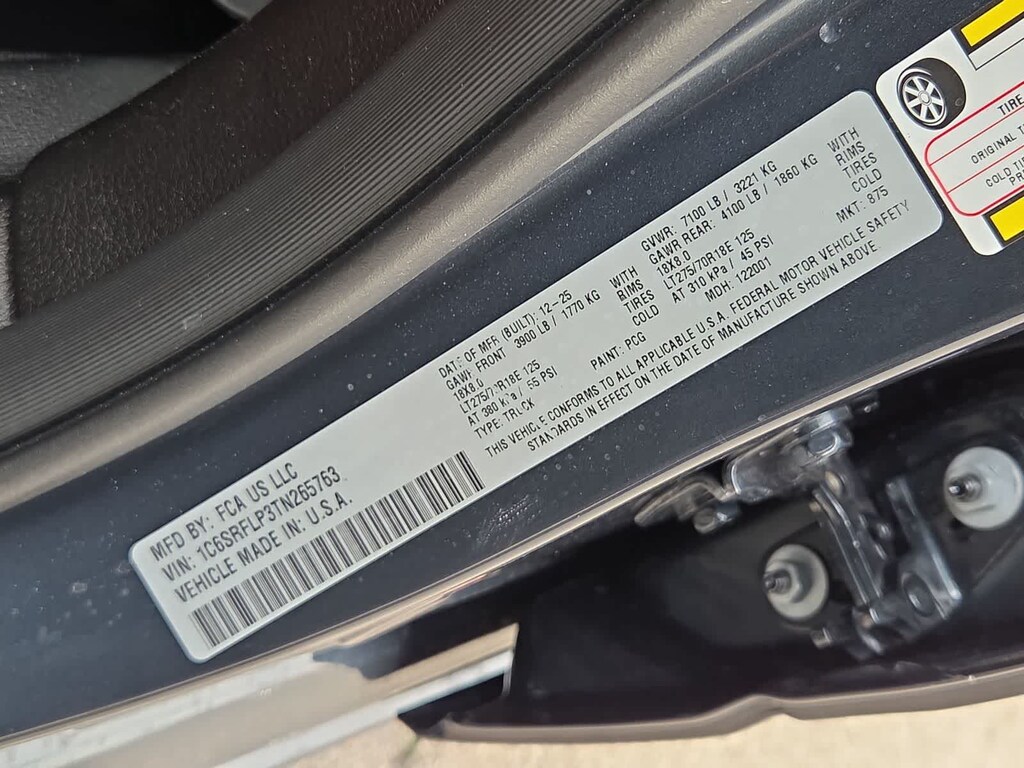 MFD BY: FCA US LLC
VIN: 1C6SRFLP3TN265763
VEHICLE MADE IN: U.S.A.
DATE OF MFR (BUILT): 12-25
GAWR FRONT 3900 LB / 1770 KG
18X8.0
LT275/70R18E 125
AT 380 kPa / 55 PSI
TYPE: TRUCK
WITH
RIMS
TIRES
COLD
PAINT: PCG
GVWR: 7100 LB / 3221 KG
GAWR REAR: 4100 LB / 1860 KG
18X8.0
LT275/70R18E 125
AT 310 kPa / 45 PSI
MDH: 122001
WITH
RIMS
TIRES
COLD
MKT: 875
THIS VEHICLE CONFORMS TO ALL APPLICABLE U.S.A. FEDERAL MOTOR VEHICLE SAFETY
STANDARDS IN EFFECT ON THE DATE OF MANUFACTURE SHOWN ABOVE
TIRE
ORIGINAL
COLD